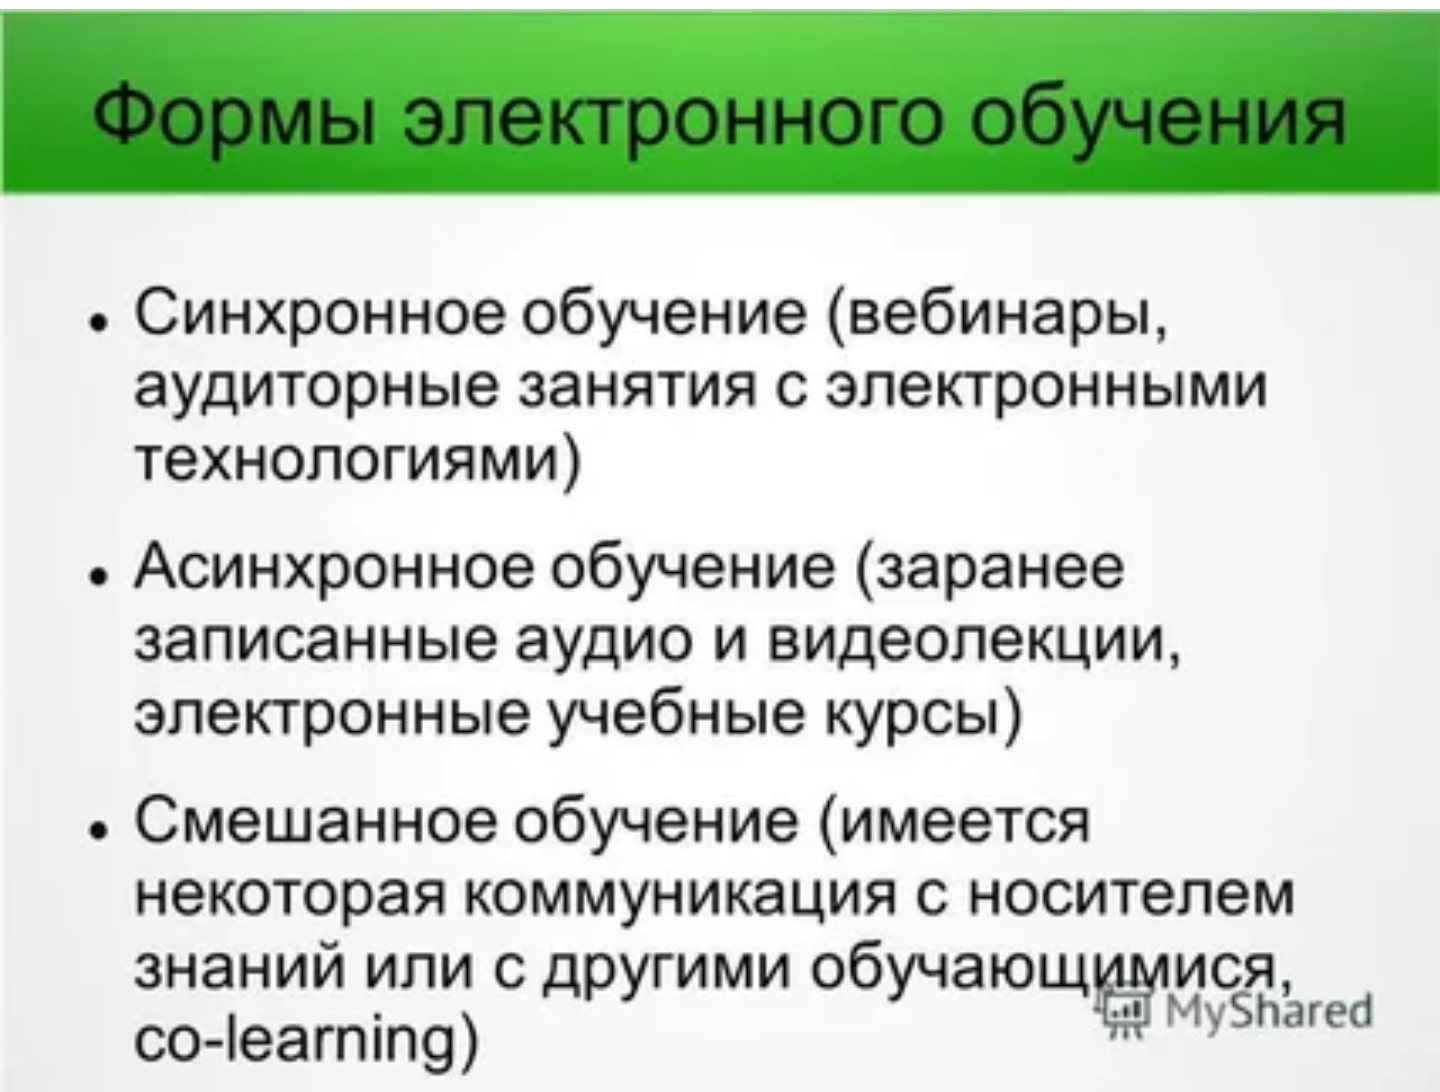 Формы электронного обучения
• Синхронное обучение (вебинары,
аудиторные занятия с электронными
технологиями)
• Асинхронное обучение (заранее
записанные аудио и видеолекции,
электронные учебные курсы)
• Смешанное обучение (имеется
некоторая коммуникация с носителем
знаний или с другими обучающимися,
co-learning)
MyShared